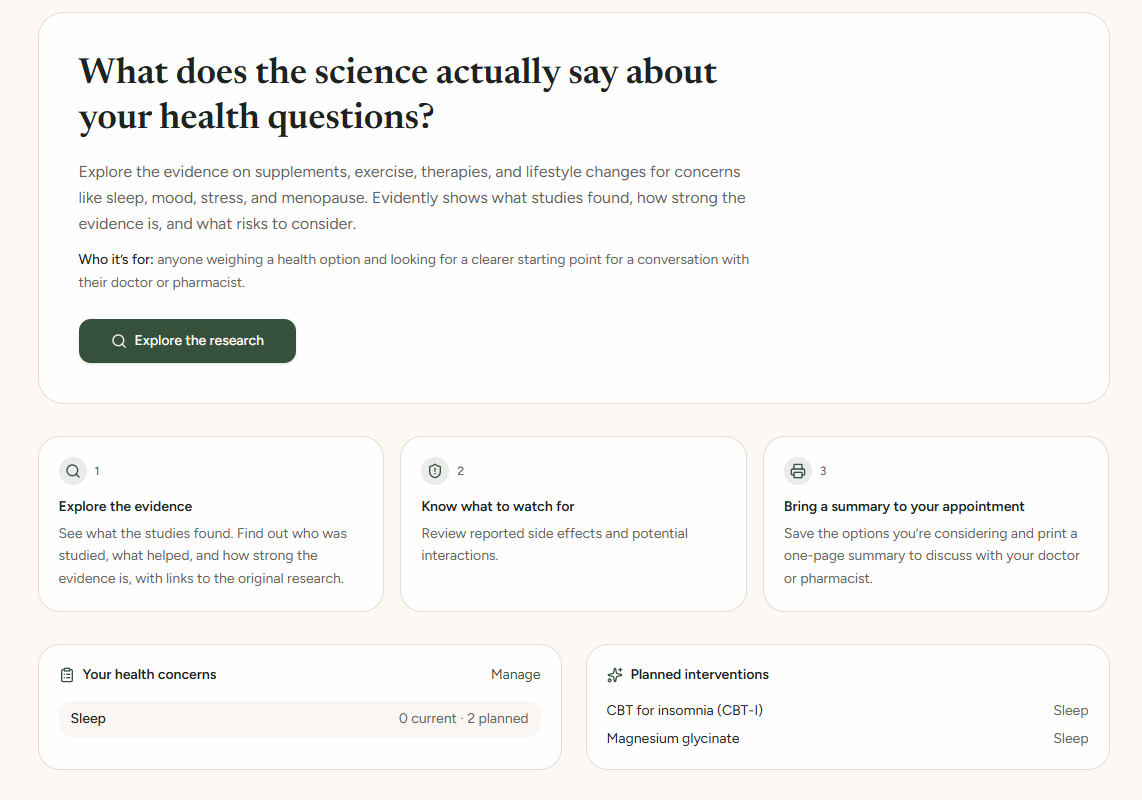 What does the science actually say about
your health questions?
Explore the evidence on supplements, exercise, therapies, and lifestyle changes for concerns
like sleep, mood, stress, and menopause. Evidently shows what studies found, how strong the
evidence is, and what risks to consider.
Who it’s for: anyone weighing a health option and looking for a clearer starting point for a conversation with
their doctor or pharmacist.
Explore the research
1
Explore the evidence
See what the studies found. Find out who was
studied, what helped, and how strong the
evidence is, with links to the original research.
2
Know what to watch for
Review reported side effects and potential
interactions.
3
Bring a summary to your appointment
Save the options you’re considering and print a
one-page summary to discuss with your doctor
or pharmacist.
Your health concerns
Manage
Sleep
0 current · 2 planned
Planned interventions
CBT for insomnia (CBT-I)
Sleep
Magnesium glycinate
Sleep